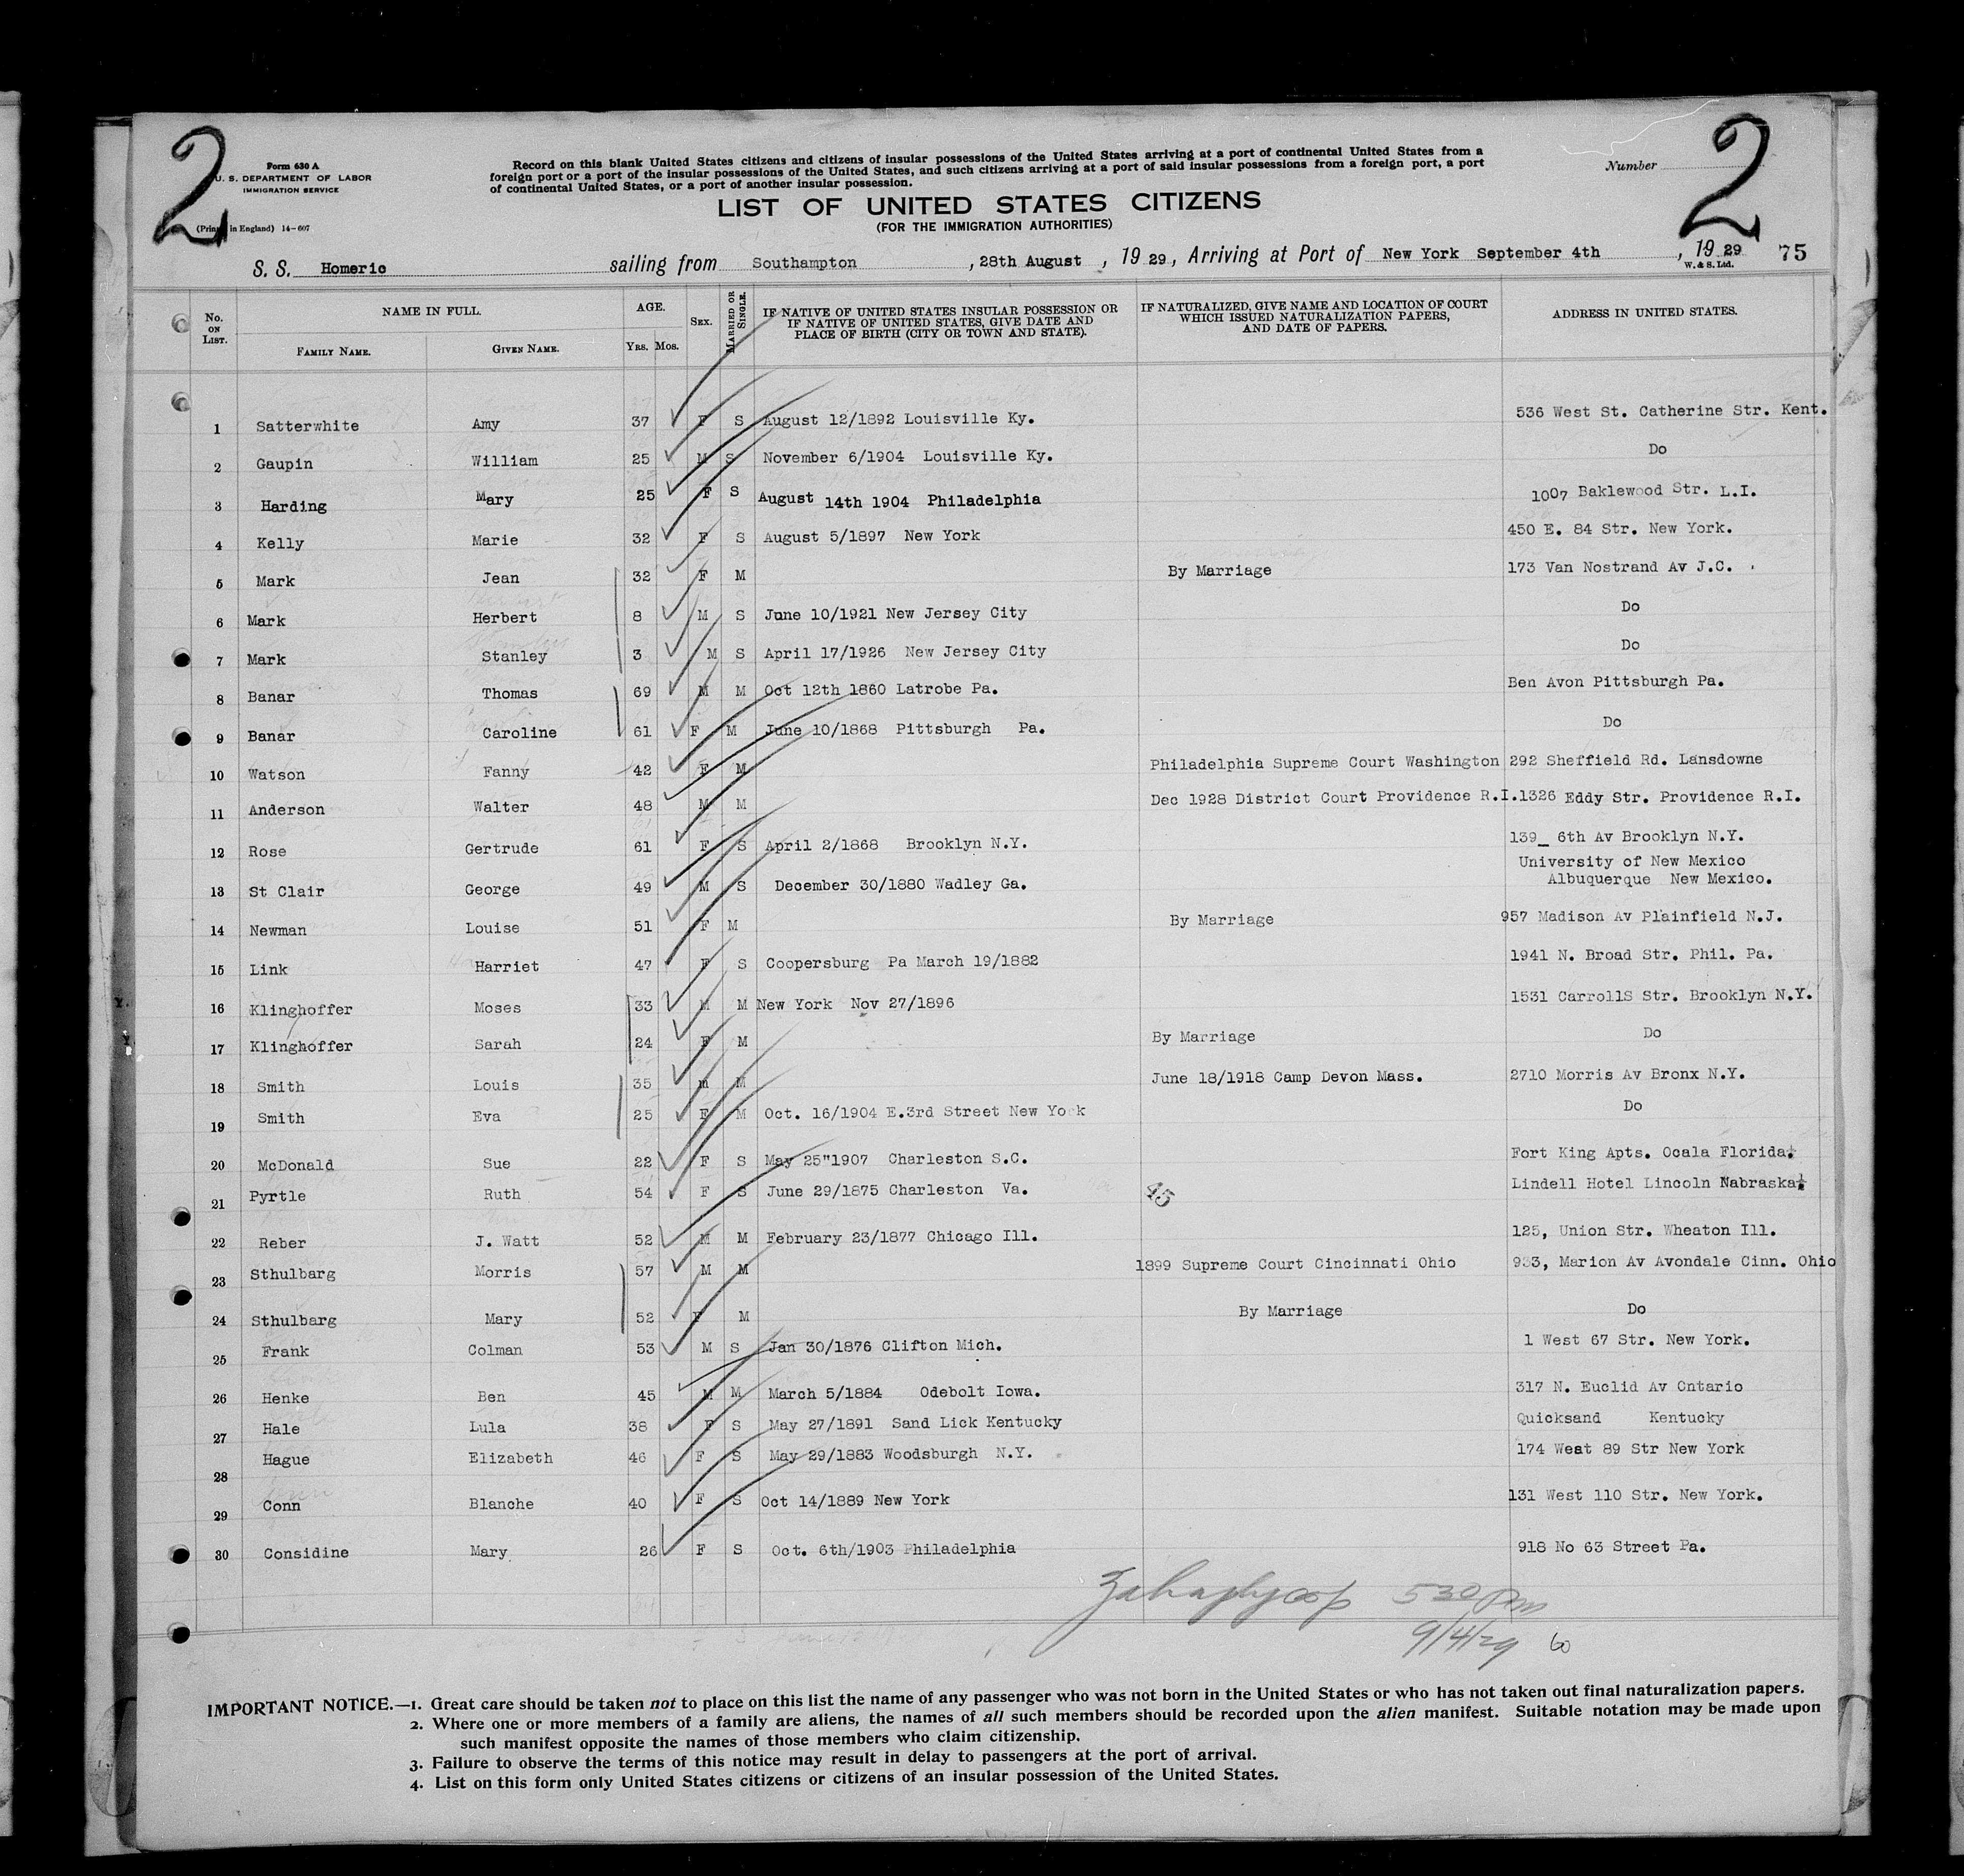 2
2
Form 630 A
U. S. DEPARTMENT OF LABOR
IMMIGRATION SERVICE
(Printed in England) 14-607
Record on this blank United States citizens and citizens of insular possessions of the United States arriving at a port of continental United States from a
foreign port or a port of the insular possessions of the United States, and such citizens arriving at a port of said insular possessions from a foreign port, a port
of continental United States, or a port of another insular possession.
Number
LIST OF UNITED STATES CITIZENS
(FOR THE IMMIGRATION AUTHORITIES)
S. S. Homeric sailing from Southampton , 28th August , 19 29 , Arriving at Port of New York September 4th , 19 29 75
W. & S. Ltd.
No. ON LIST. NAME IN FULL. AGE. SEX. MARRIED OR SINGLE. IF NATIVE OF UNITED STATES INSULAR POSSESSION OR IF NATIVE OF UNITED STATES, GIVE DATE AND PLACE OF BIRTH (CITY OR TOWN AND STATE). IF NATURALIZED, GIVE NAME AND LOCATION OF COURT WHICH ISSUED NATURALIZATION PAPERS, AND DATE OF PAPERS. ADDRESS IN UNITED STATES.
FAMILY NAME. GIVEN NAME. YRS. MOS.
1 Satterwhite Amy 37 F S August 12/1892 Louisville Ky. 536 West St. Catherine Str. Kent.
2 Gaupin William 25 M S November 6/1904 Louisville Ky. Do
3 Harding Mary 25 F S August 14th 1904 Philadelphia 1007 Baklewood Str. L.I.
4 Kelly Marie 32 F S August 5/1897 New York 450 E. 84 Str. New York.
5 Mark Jean 32 F M By Marriage 173 Van Nostrand Av J.C.
6 Mark Herbert 8 M S June 10/1921 New Jersey City Do
7 Mark Stanley 3 M S April 17/1926 New Jersey City Do
8 Banar Thomas 69 M M Oct 12th 1860 Latrobe Pa. Ben Avon Pittsburgh Pa.
9 Banar Caroline 61 F M June 10/1868 Pittsburgh Pa. Do
10 Watson Fanny 42 F M Philadelphia Supreme Court Washington 292 Sheffield Rd. Lansdowne
11 Anderson Walter 48 M M Dec 1928 District Court Providence R.I. 1326 Eddy Str. Providence R.I.
12 Rose Gertrude 61 F S April 2/1868 Brooklyn N.Y. 139_ 6th Av Brooklyn N.Y.
13 St Clair George 49 M S December 30/1880 Wadley Ga. University of New Mexico
Albuquerque New Mexico.
14 Newman Louise 51 F M By Marriage 957 Madison Av Plainfield N.J.
15 Link Harriet 47 F S Coopersburg Pa March 19/1882 1941 N. Broad Str. Phil. Pa.
16 Klinghoffer Moses 33 M M New York Nov 27/1896 1531 CarrollS Str. Brooklyn N.Y.
17 Klinghoffer Sarah 24 F M By Marriage Do
18 Smith Louis 35 m M June 18/1918 Camp Devon Mass. 2710 Morris Av Bronx N.Y.
19 Smith Eva 25 F M Oct. 16/1904 E.3rd Street New York Do
20 McDonald Sue 22 F S May 25"1907 Charleston S.C. Fort King Apts. Ocala Florida.
21 Pyrtle Ruth 54 F S June 29/1875 Charleston Va. 45 Lindell Hotel Lincoln Nabraska
22 Reber J. Watt 52 M M February 23/1877 Chicago Ill. 125, Union Str. Wheaton Ill.
23 Sthulbarg Morris 57 M M 1899 Supreme Court Cincinnati Ohio 933, Marion Av Avondale Cinn. Ohio
24 Sthulbarg Mary 52 F M By Marriage Do
25 Frank Colman 53 M S Jan 30/1876 Clifton Mich. 1 West 67 Str. New York.
26 Henke Ben 45 M M March 5/1884 Odebolt Iowa. 317 N. Euclid Av Ontario
27 Hale Lula 38 F S May 27/1891 Sand Lick Kentucky Quicksand Kentucky
28 Hague Elizabeth 46 F S May 29/1883 Woodsburgh N.Y. 174 Weat 89 Str New York
29 Conn Blanche 40 F S Oct 14/1889 New York 131 West 110 Str. New York.
30 Considine Mary 26 F S Oct. 6th/1903 Philadelphia 918 No 63 Street Pa.
530 Pm
9/4/29 60
IMPORTANT NOTICE.—1. Great care should be taken not to place on this list the name of any passenger who was not born in the United States or who has not taken out final naturalization papers.
2. Where one or more members of a family are aliens, the names of all such members should be recorded upon the alien manifest. Suitable notation may be made upon
such manifest opposite the names of those members who claim citizenship.
3. Failure to observe the terms of this notice may result in delay to passengers at the port of arrival.
4. List on this form only United States citizens or citizens of an insular possession of the United States.